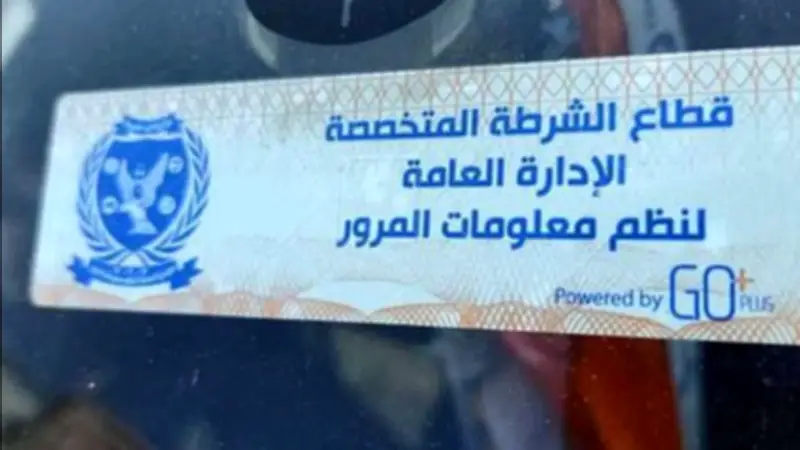 قطاع الشرطة المتخصصة
الإدارة العامة
لنظم معلومات المرور
Powered by GO+ PLUS